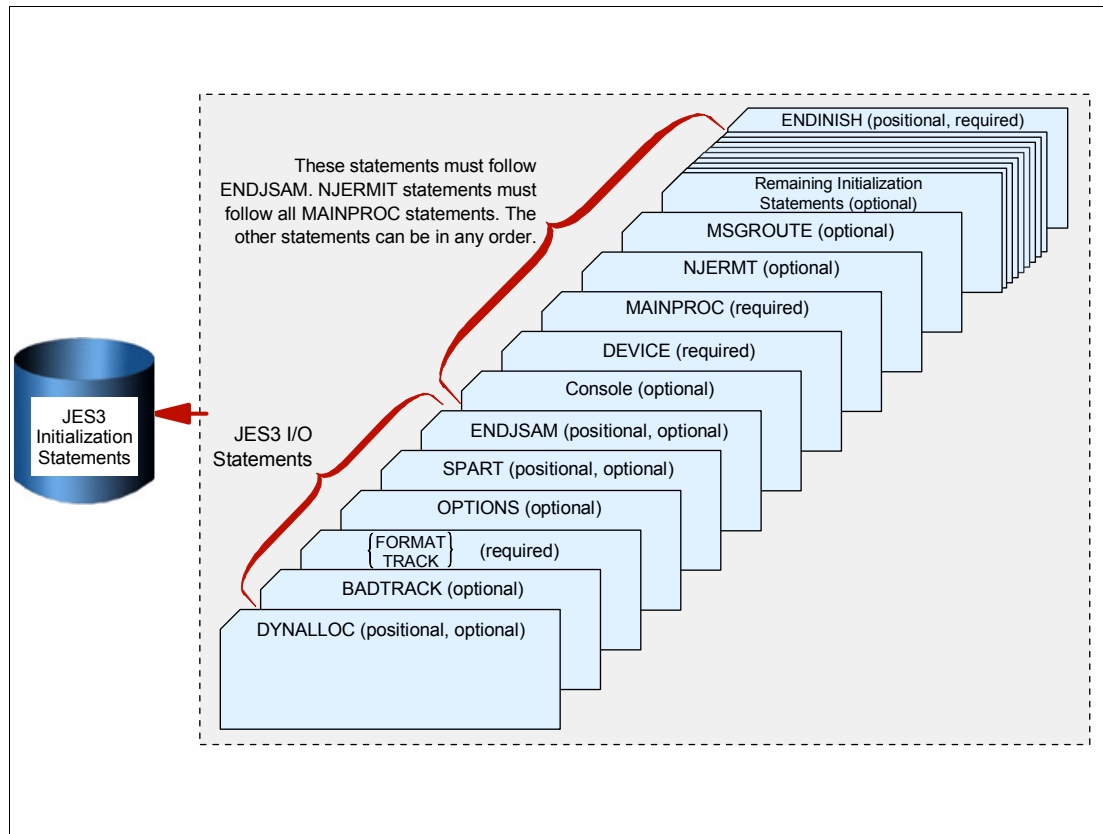 ENDINISH (positional, required)
These statements must follow
ENDJSAM. NJERMIT statements must
follow all MAINPROC statements. The
other statements can be in any order.
Remaining Initialization
Statements (optional)
MSGROUTE (optional)
NJERMT (optional)
MAINPROC (required)
DEVICE (required)
Console (optional)
JES3
Initialization
Statements
JES3 I/O
Statements
ENDJSAM (positional, optional)
SPART (positional, optional)
OPTIONS (optional)
FORMAT
TRACK (required)
BADTRACK (optional)
DYNALLOC (positional, optional)